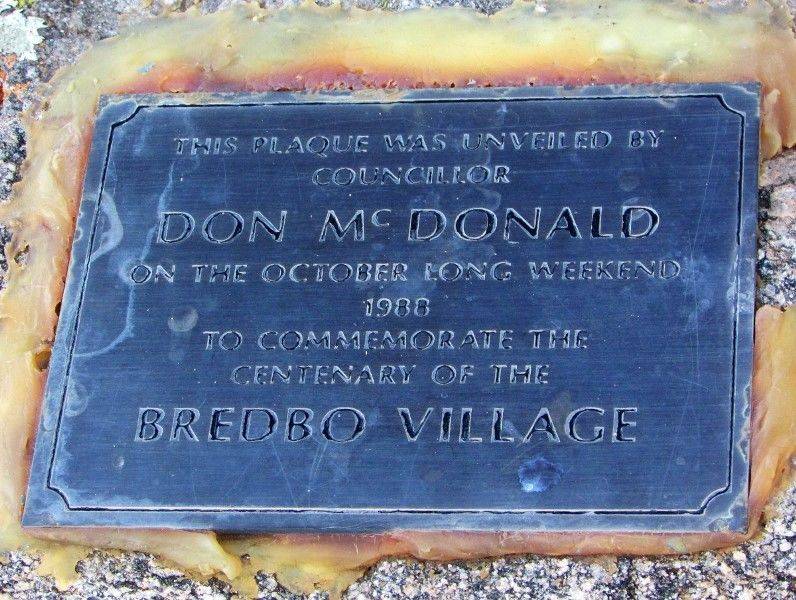 THIS PLAQUE WAS UNVEILED BY
COUNCILLOR
DON McDONALD
ON THE OCTOBER LONG WEEKEND
1988
TO COMMEMORATE THE
CENTENARY OF THE
BREDBO VILLAGE